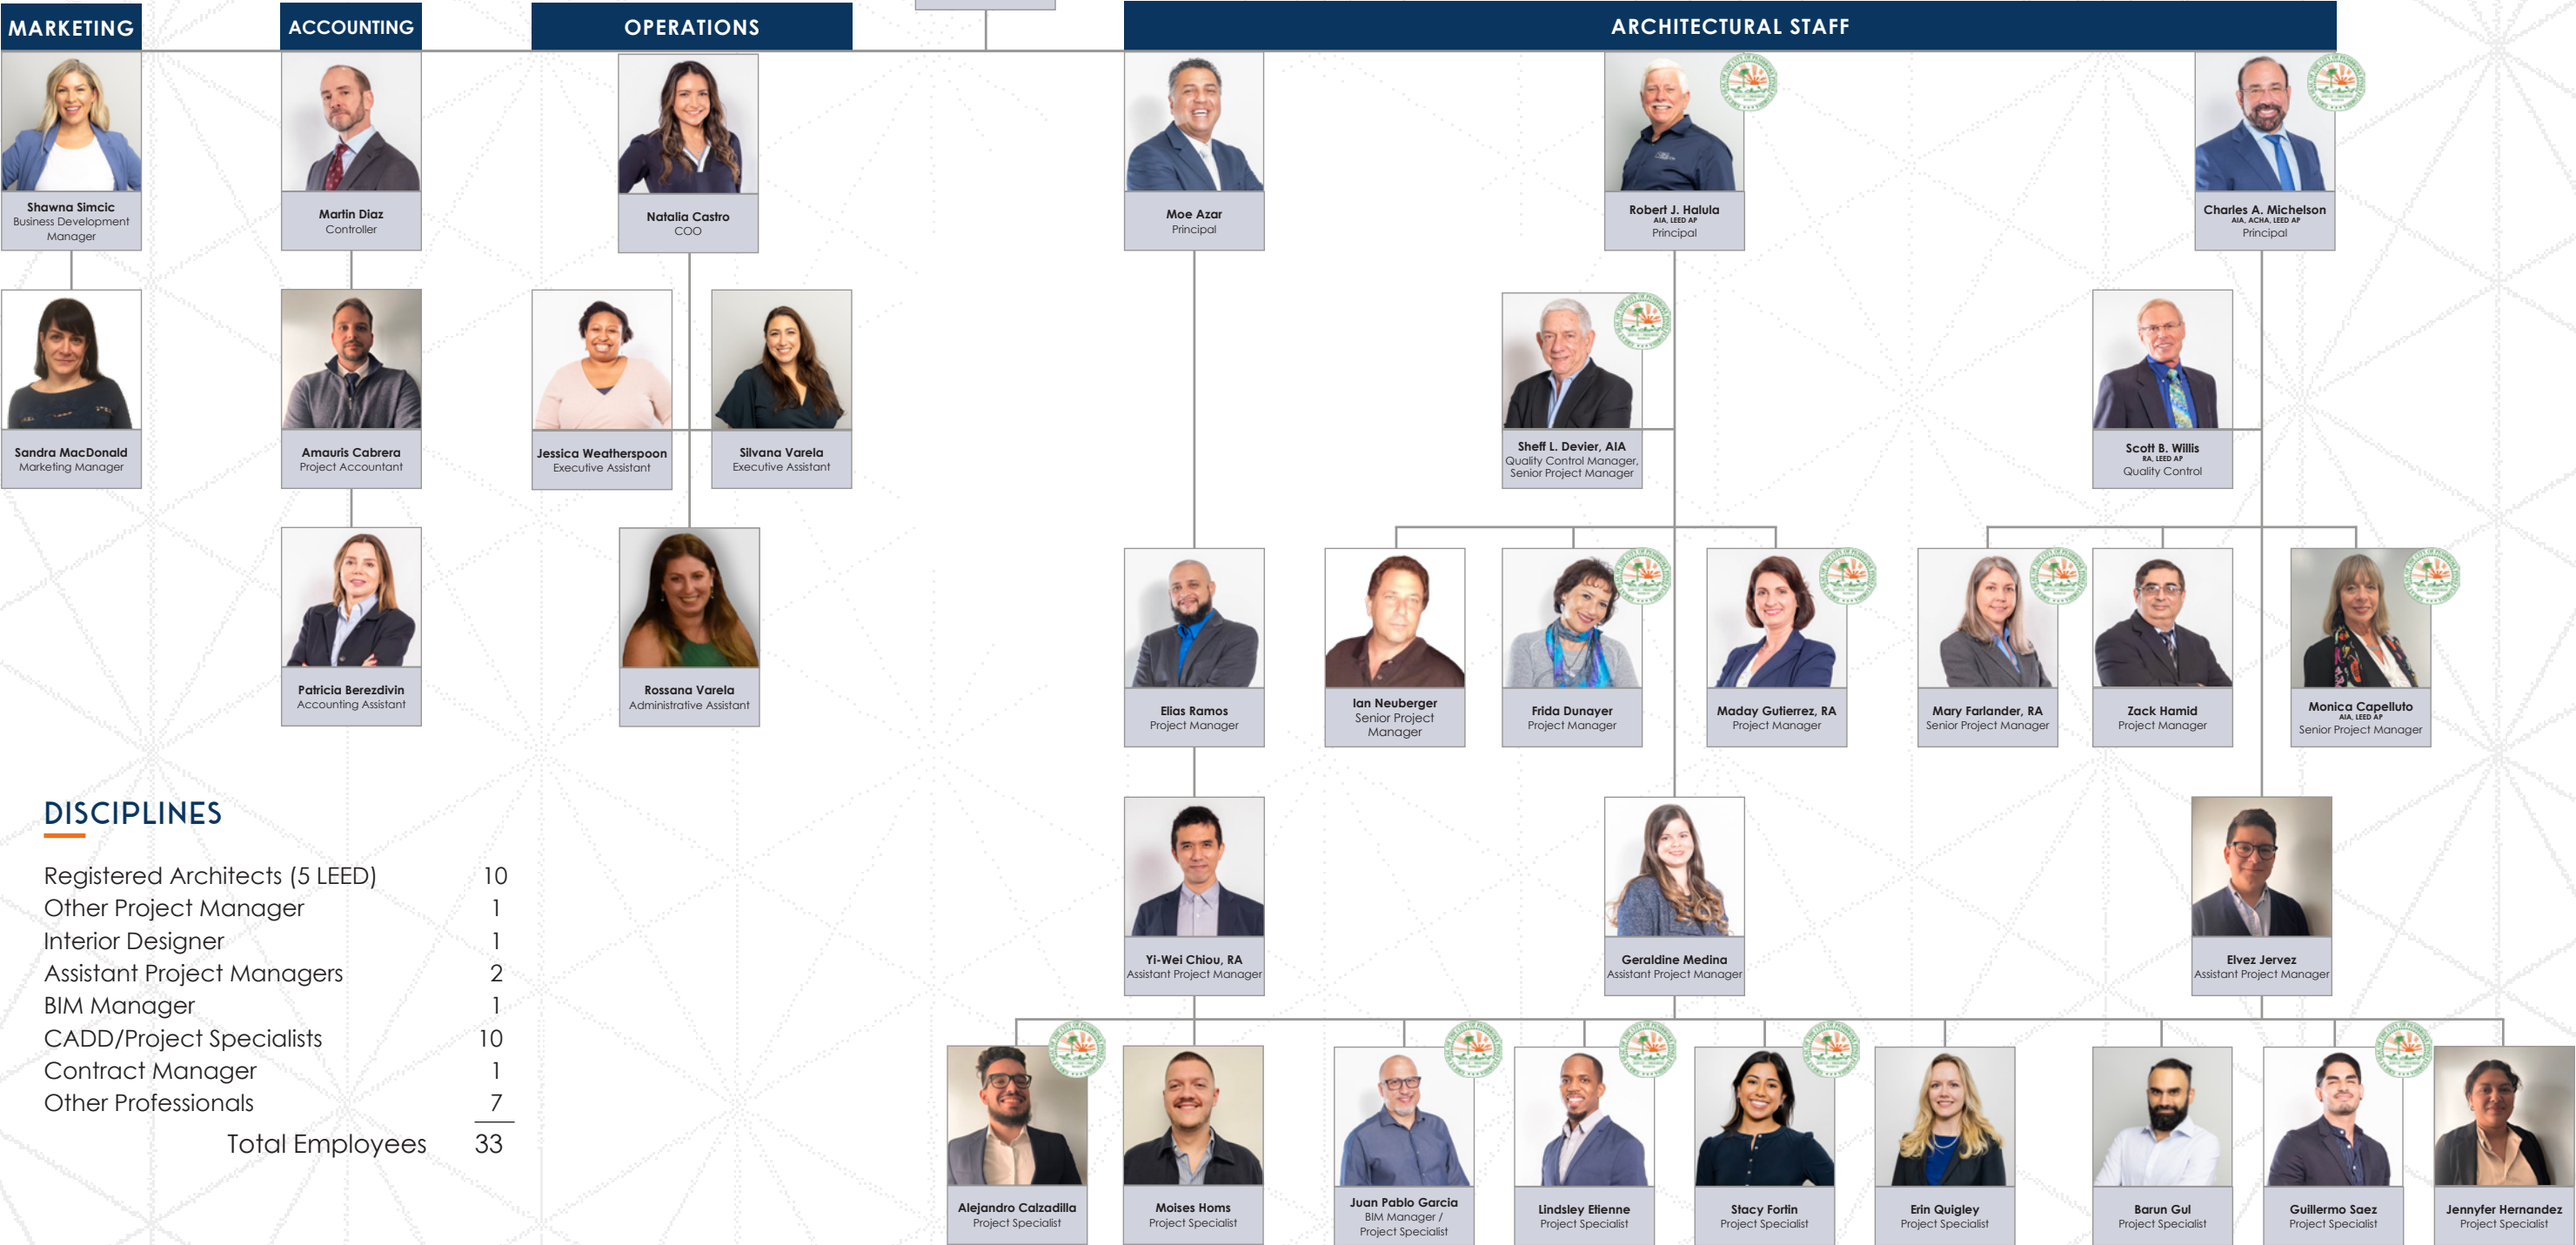 MARKETING
ACCOUNTING
OPERATIONS
ARCHITECTURAL STAFF
Shawna Simcic
Business Development
Manager
Martin Diaz
Controller
Natalia Castro
COO
Moe Azar
Principal
Robert J. Halula
AIA, LEED AP
Principal
Charles A. Michelson
AIA, ACHA, LEED AP
Principal
Sandra MacDonald
Marketing Manager
Amauris Cabrera
Project Accountant
Jessica Weatherspoon
Executive Assistant
Silvana Varela
Executive Assistant
Sheff L. Devier, AIA
Quality Control Manager,
Senior Project Manager
Scott B. Willis
RA, LEED AP
Quality Control
Patricia Berezdivin
Accounting Assistant
Rossana Varela
Administrative Assistant
Elias Ramos
Project Manager
Ian Neuberger
Senior Project
Manager
Frida Dunayer
Project Manager
Maday Gutierrez, RA
Project Manager
Mary Farlander, RA
Senior Project Manager
Zack Hamid
Project Manager
Monica Capelluto
AIA, LEED AP
Senior Project Manager
Yi-Wei Chiou, RA
Assistant Project Manager
Geraldine Medina
Assistant Project Manager
Elvez Jervez
Assistant Project Manager
DISCIPLINES
Registered Architects (5 LEED) 10
Other Project Manager 1
Interior Designer 1
Assistant Project Managers 2
BIM Manager 1
CADD/Project Specialists 10
Contract Manager 1
Other Professionals 7
Total Employees 33
Alejandro Calzadilla
Project Specialist
Moises Homs
Project Specialist
Juan Pablo Garcia
BIM Manager /
Project Specialist
Lindsley Etienne
Project Specialist
Stacy Fortin
Project Specialist
Erin Quigley
Project Specialist
Barun Gul
Project Specialist
Guillermo Saez
Project Specialist
Jennyfer Hernandez
Project Specialist